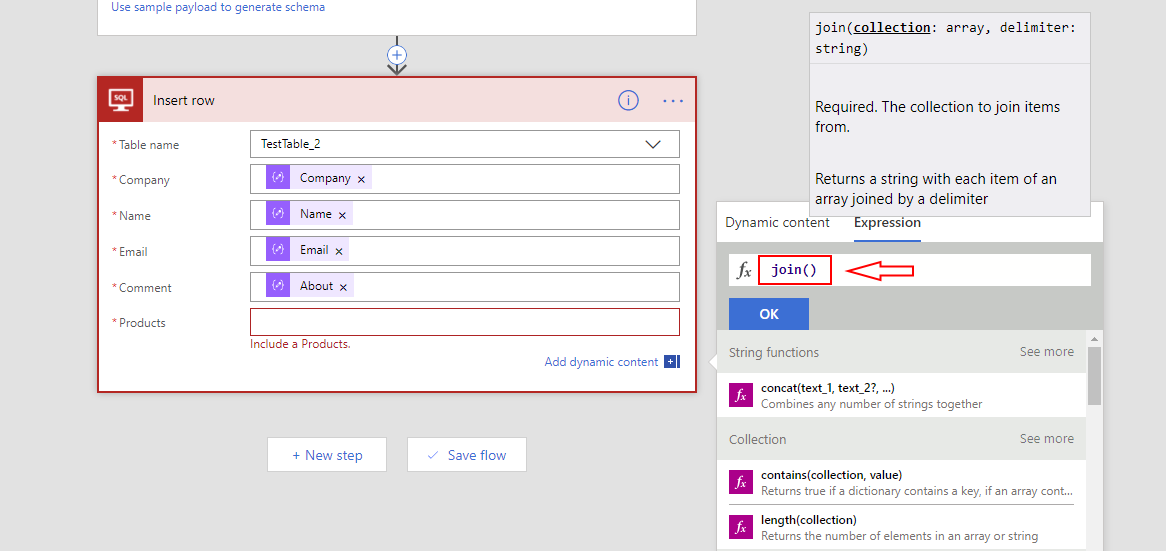 Use sample payload to generate schema
join(collection: array, delimiter:
string)
Required. The collection to join items
from.
Returns a string with each item of an
array joined by a delimiter
SQL
Insert row
* Table name
TestTable_2
* Company
Company ×
* Name
Name ×
* Email
Email ×
* Comment
About ×
* Products
Include a Products.
Add dynamic content +
+ New step
Save flow
Dynamic content
Expression
fx
join()
OK
String functions
See more
fx
concat(text_1, text_2?, ...)
Combines any number of strings together
Collection
See more
fx
contains(collection, value)
Returns true if a dictionary contains a key, if an array cont...
fx
length(collection)
Returns the number of elements in an array or string